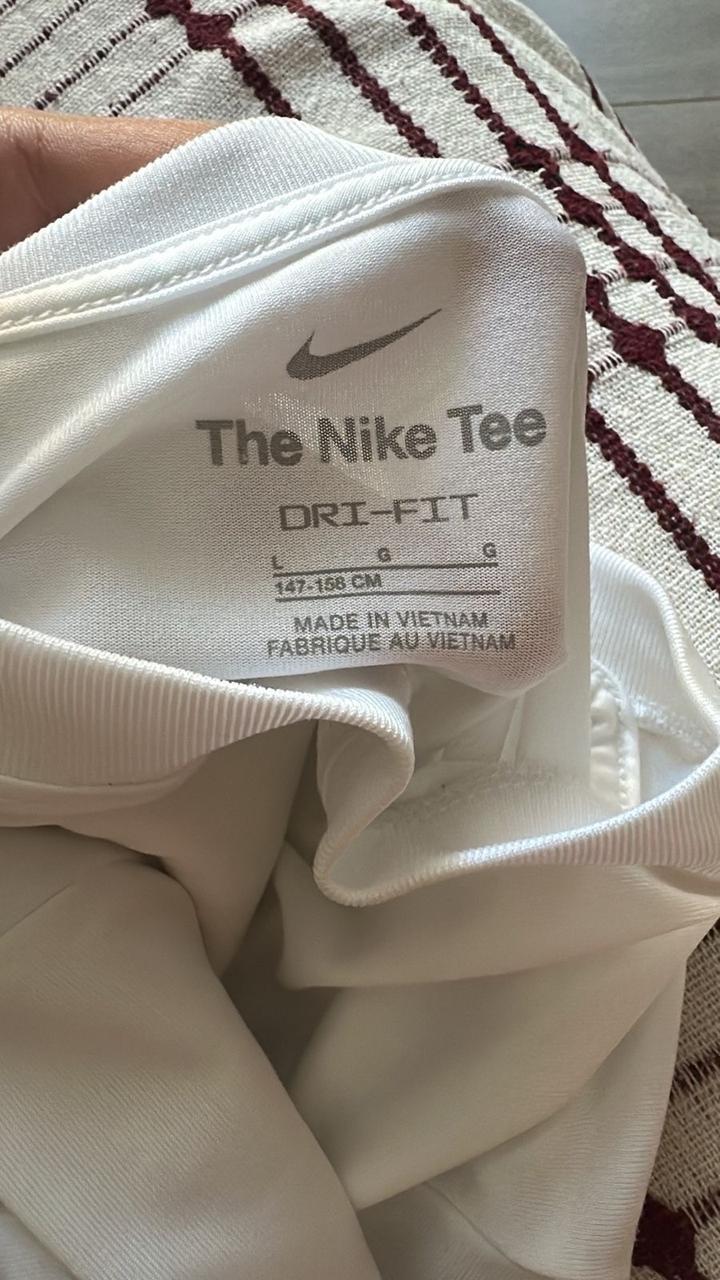 The Nike Tee
DRI-FIT
L G G
147-158 CM
MADE IN VIETNAM
FABRIQUE AU VIETNAM